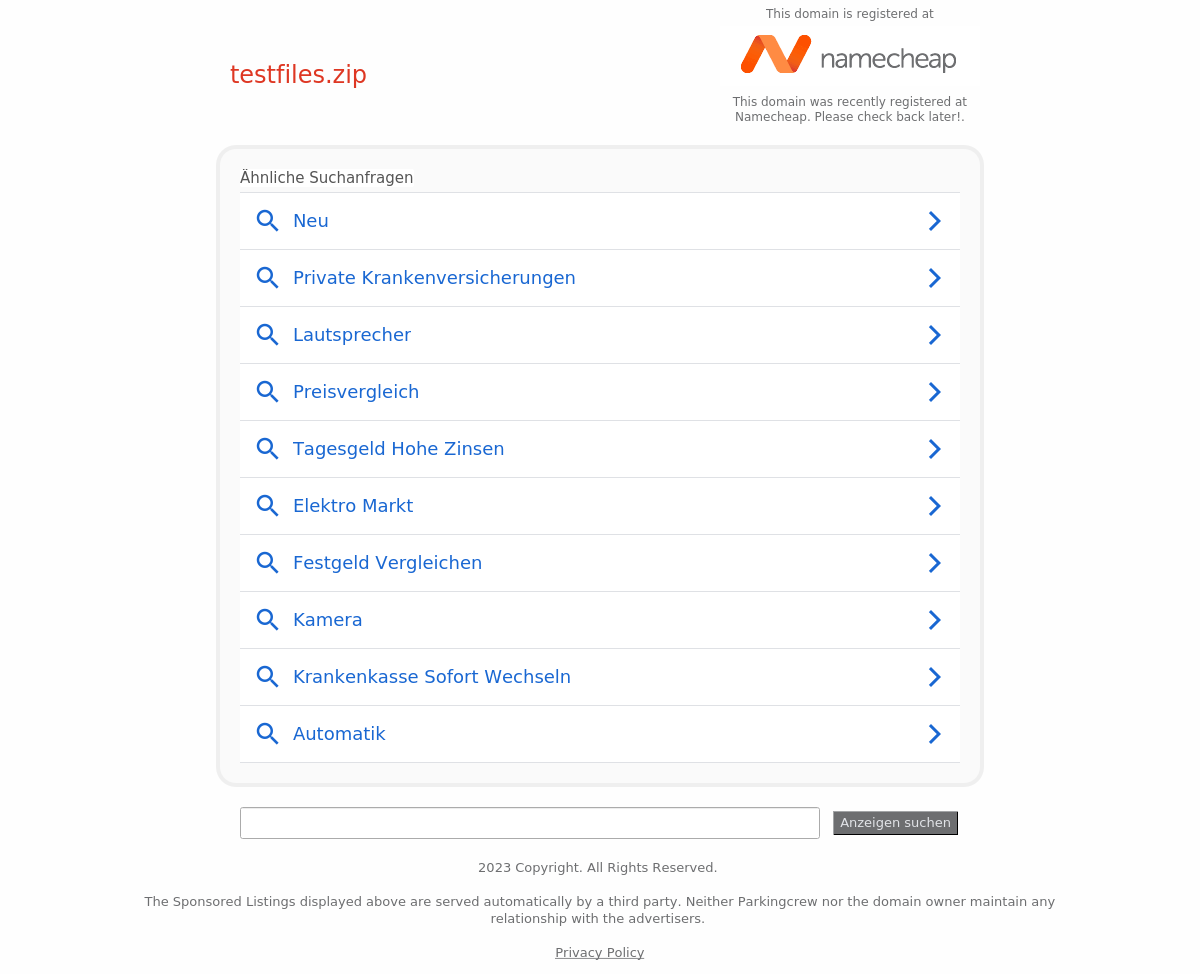 This domain is registered at
namecheap
testfiles.zip
This domain was recently registered at
Namecheap. Please check back later!.
Ähnliche Suchanfragen
Neu
Private Krankenversicherungen
Lautsprecher
Preisvergleich
Tagesgeld Hohe Zinsen
Elektro Markt
Festgeld Vergleichen
Kamera
Krankenkasse Sofort Wechseln
Automatik
Anzeigen suchen
2023 Copyright. All Rights Reserved.
The Sponsored Listings displayed above are served automatically by a third party. Neither Parkingcrew nor the domain owner maintain any
relationship with the advertisers.
Privacy Policy